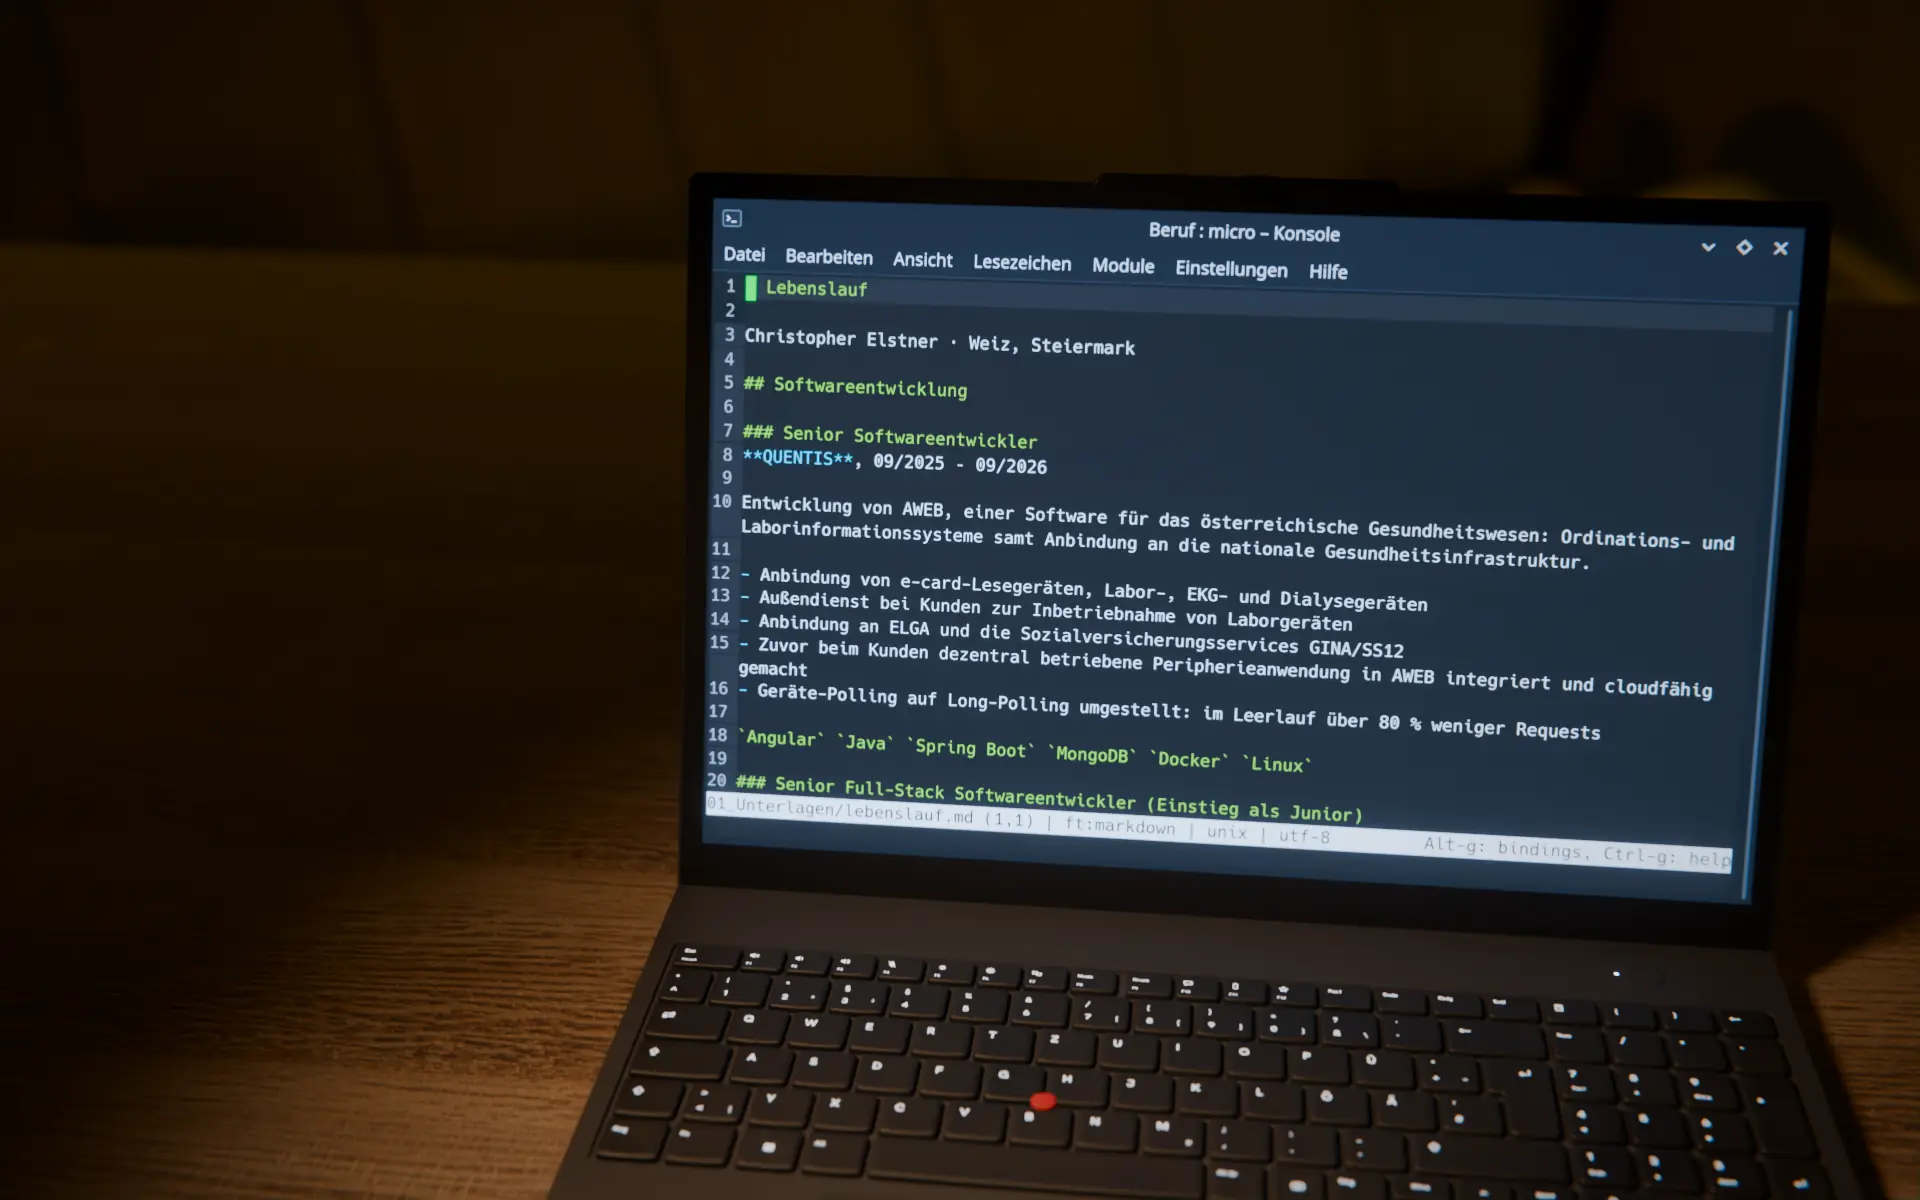 Beruf : micro – Konsole
Datei Bearbeiten Ansicht Lesezeichen Module Einstellungen Hilfe
1 Lebenslauf
2
3 Christopher Elstner · Weiz, Steiermark
4
5 ## Softwareentwicklung
6
7 ### Senior Softwareentwickler
8 **QUENTIS**, 09/2025 - 09/2026
9
10 Entwicklung von AWEB, einer Software für das österreichische Gesundheitswesen: Ordinations- und
Laborinformationssysteme samt Anbindung an die nationale Gesundheitsinfrastruktur.
11
12 - Anbindung von e-card-Lesegeräten, Labor-, EKG- und Dialysegeräten
13 - Außendienst bei Kunden zur Inbetriebnahme von Laborgeräten
14 - Anbindung an ELGA und die Sozialversicherungsservices GINA/SS12
15 - Zuvor beim Kunden dezentral betriebene Peripherieanwendung in AWEB integriert und cloudfähig
gemacht
16 - Geräte-Polling auf Long-Polling umgestellt: im Leerlauf über 80 % weniger Requests
17
18 `Angular` `Java` `Spring Boot` `MongoDB` `Docker` `Linux`
19
20 ### Senior Full-Stack Softwareentwickler (Einstieg als Junior)
01_Unterlagen/lebenslauf.md (1,1) | ft:markdown | unix | utf-8 Alt-g: bindings, Ctrl-g: help
Q W E R T Z U I O P Ö
A S D F G H J K L Ö Ä
Y X C V B N M